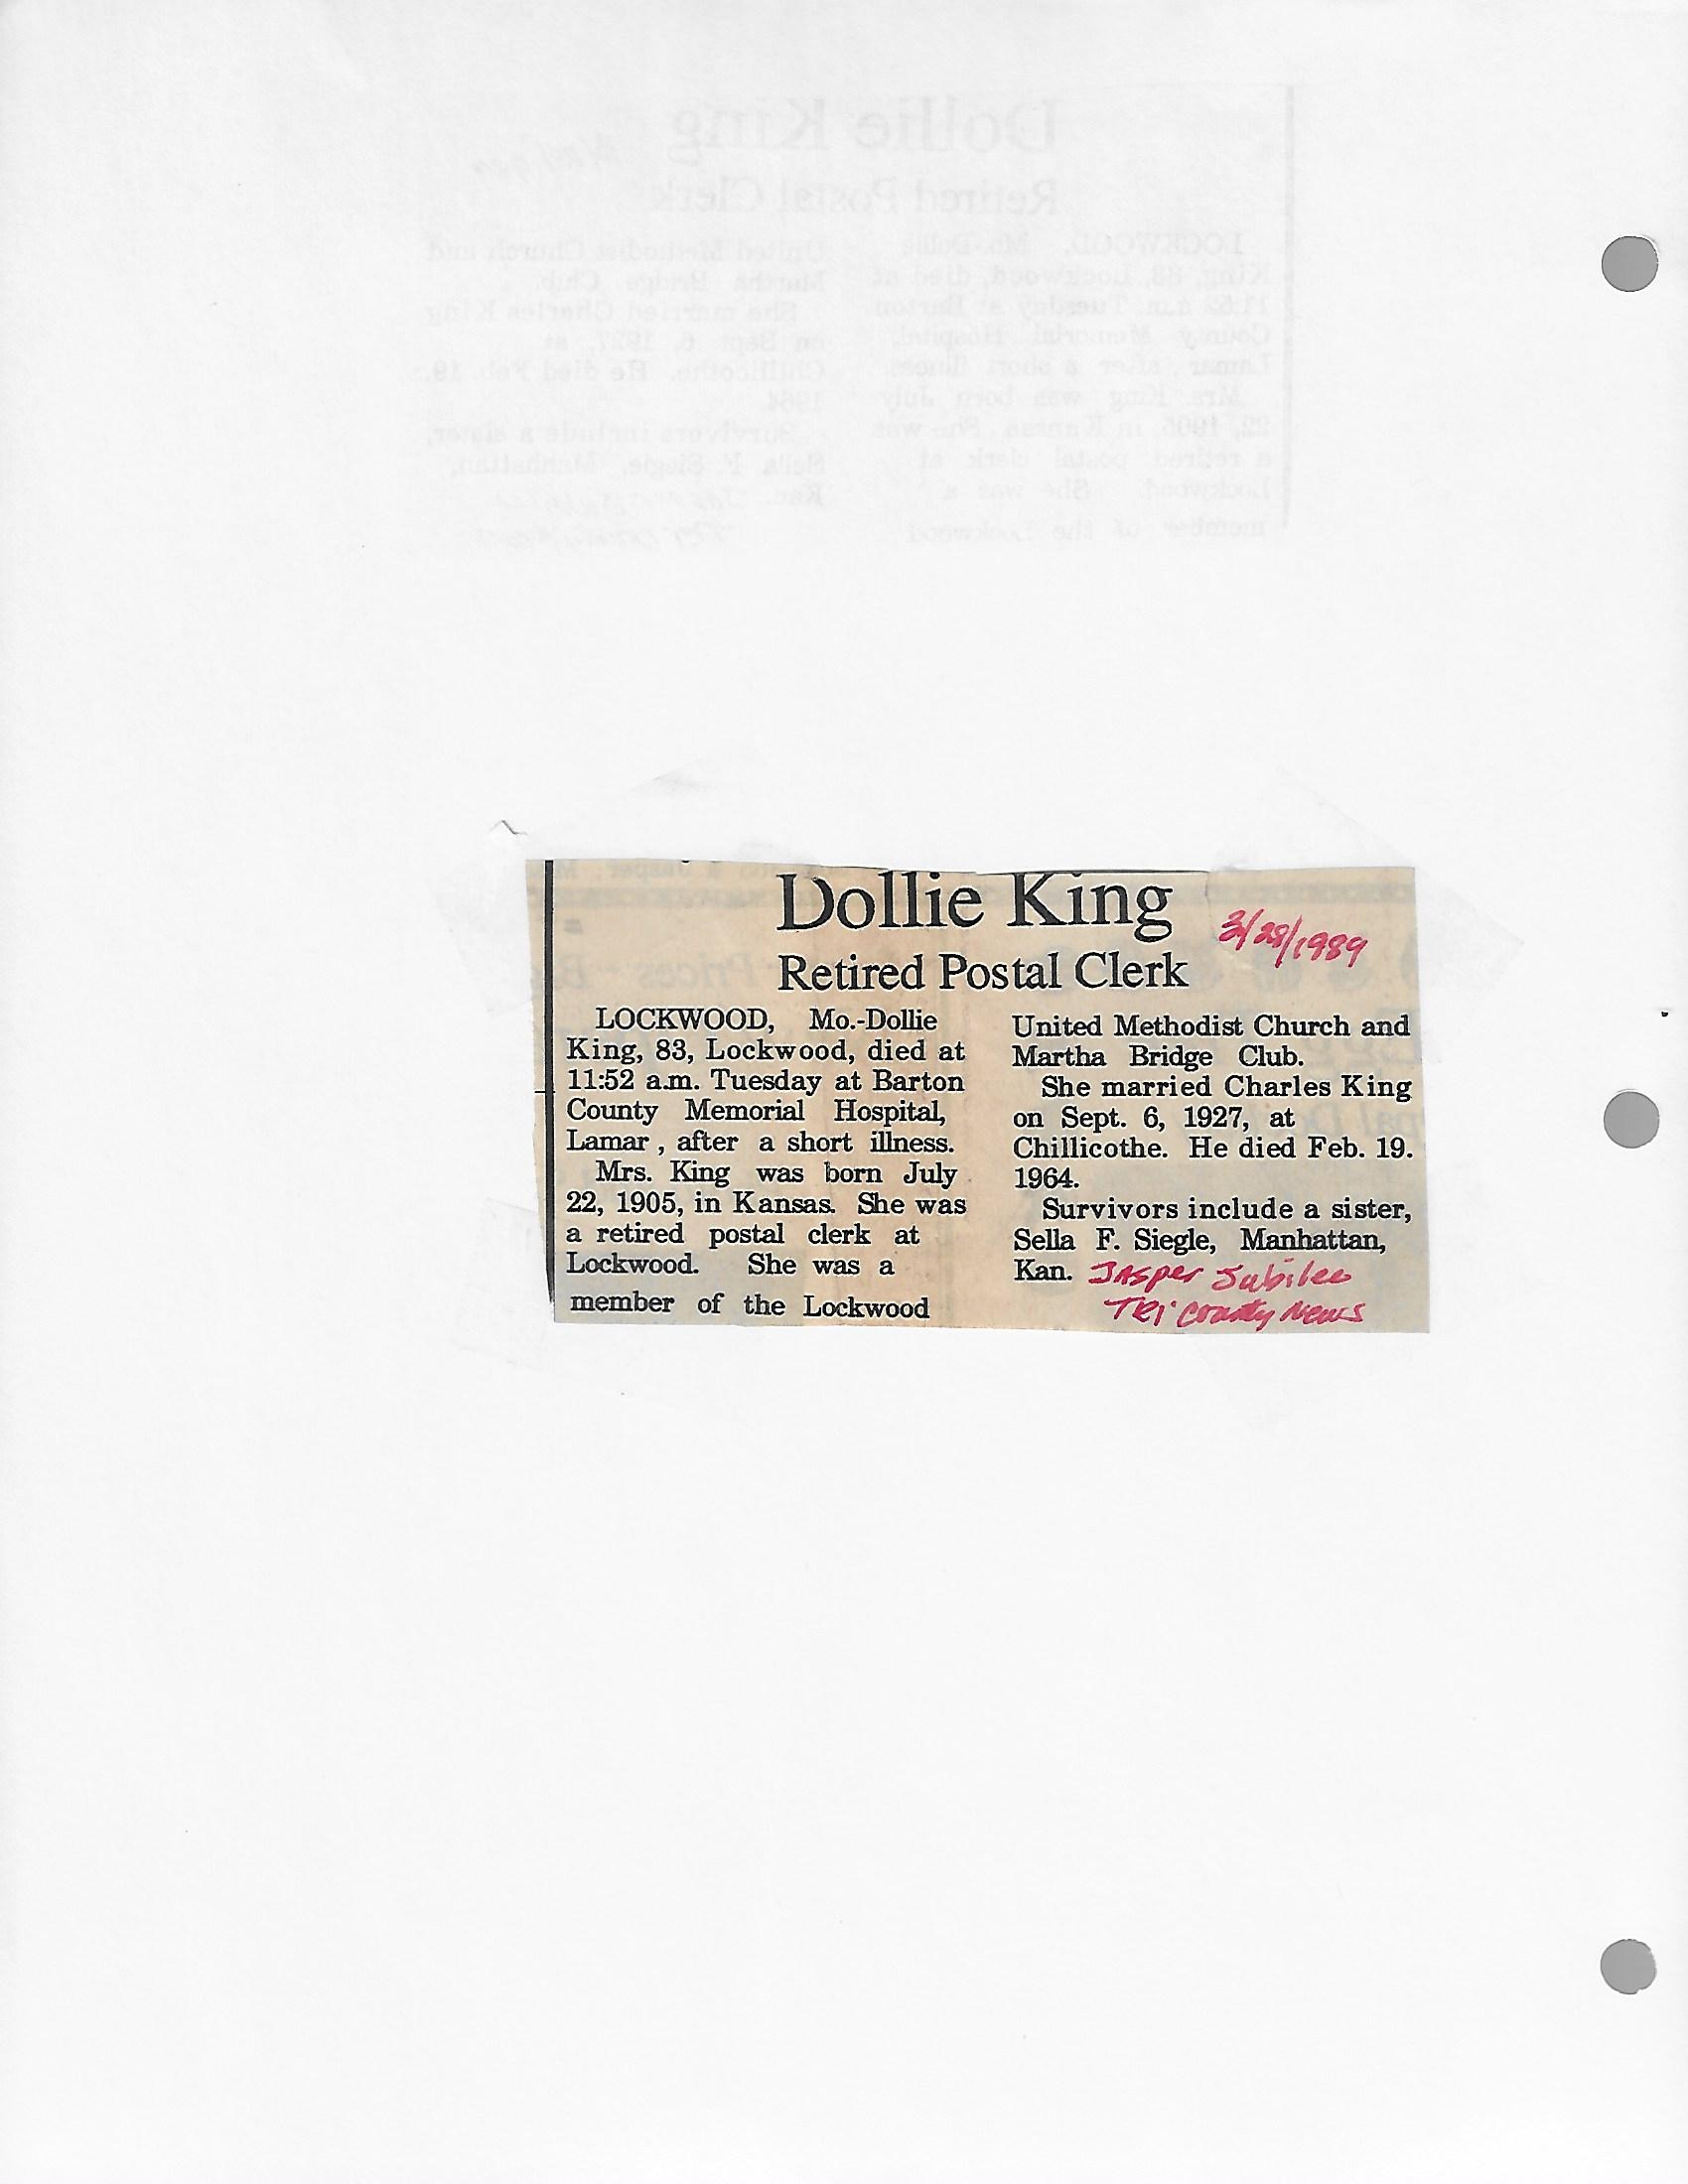 Dollie King
3/28/1989
Retired Postal Clerk
LOCKWOOD, Mo.-Dollie
King, 83, Lockwood, died at
11:52 a.m. Tuesday at Barton
County Memorial Hospital,
Lamar, after a short illness.
Mrs. King was born July
22, 1905, in Kansas. She was
a retired postal clerk at
Lockwood. She was a
member of the Lockwood
United Methodist Church and
Martha Bridge Club.
She married Charles King
on Sept. 6, 1927, at
Chillicothe. He died Feb. 19.
1964.
Survivors include a sister,
Sella F. Siegle, Manhattan,
Kan. Jasper Jubilee
Tri County News